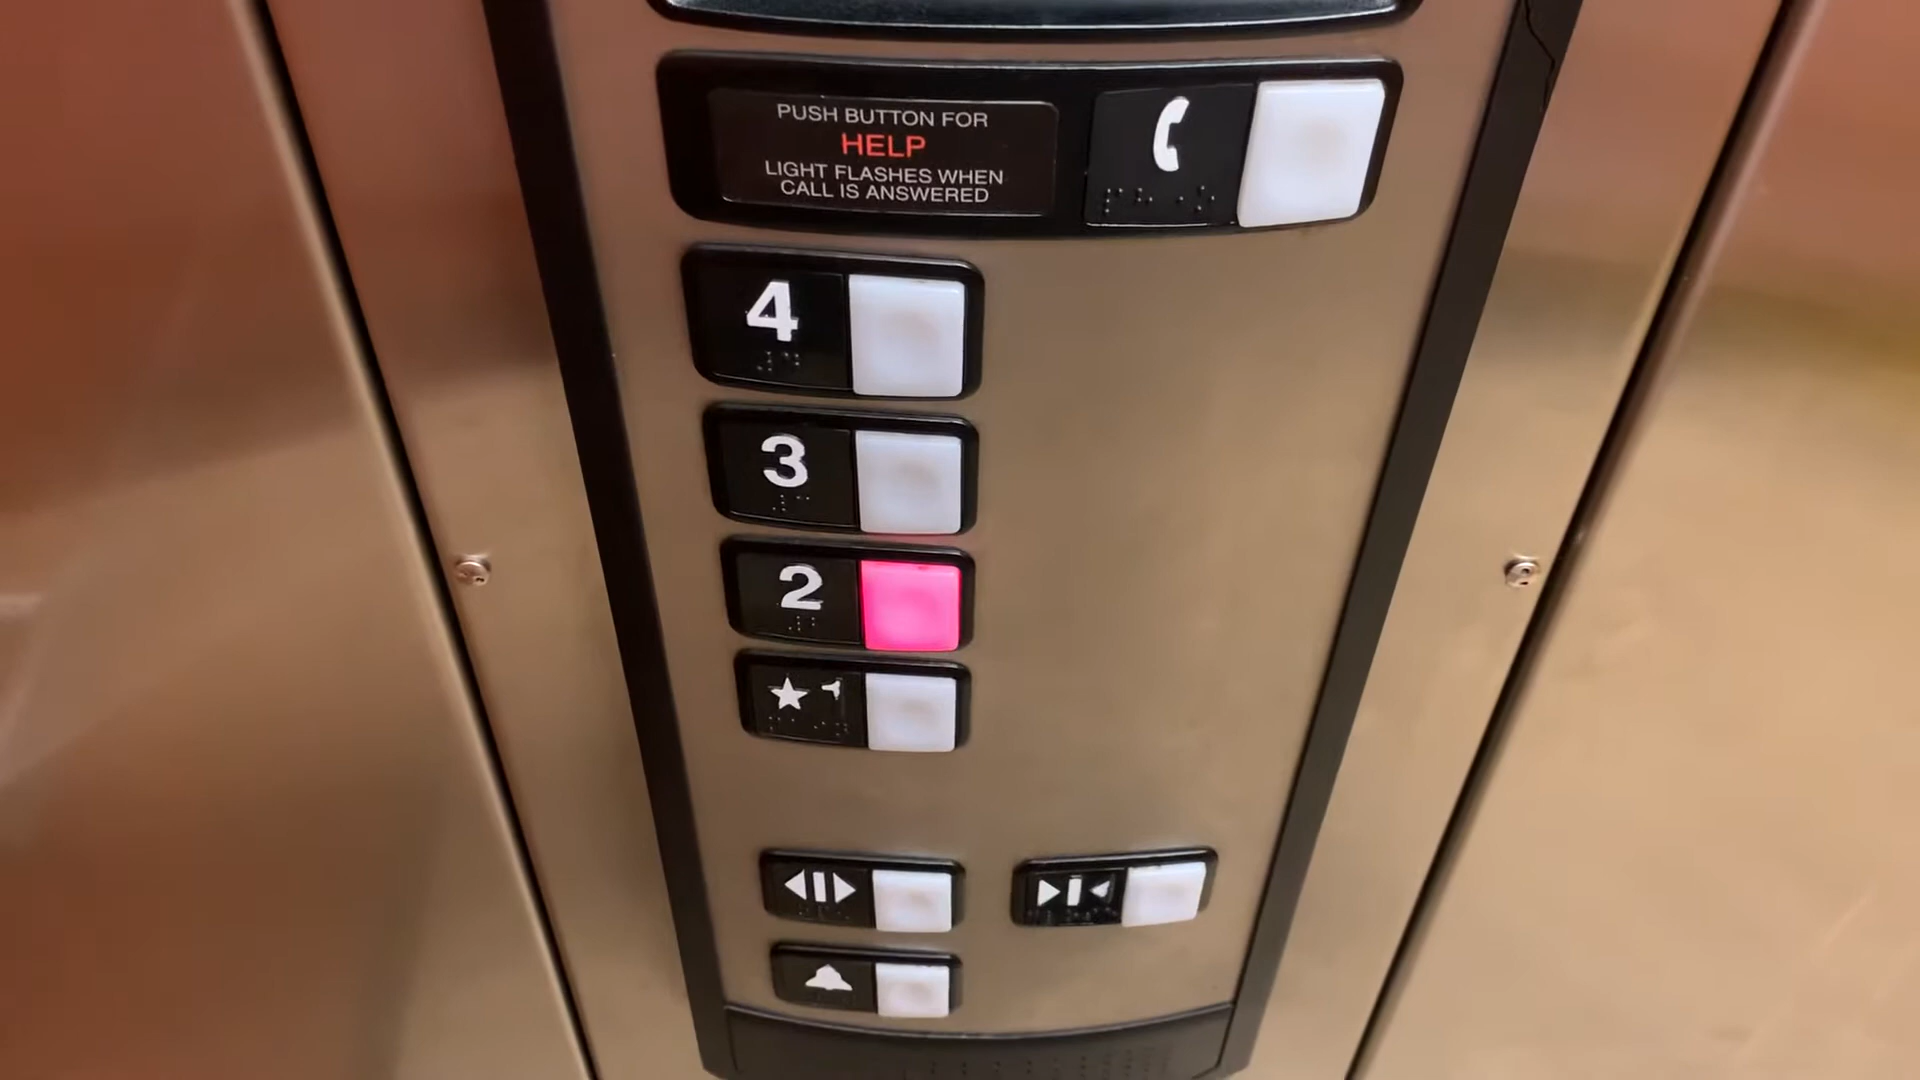 PUSH BUTTON FOR
HELP
LIGHT FLASHES WHEN
CALL IS ANSWERED
4
3
2
★ 1